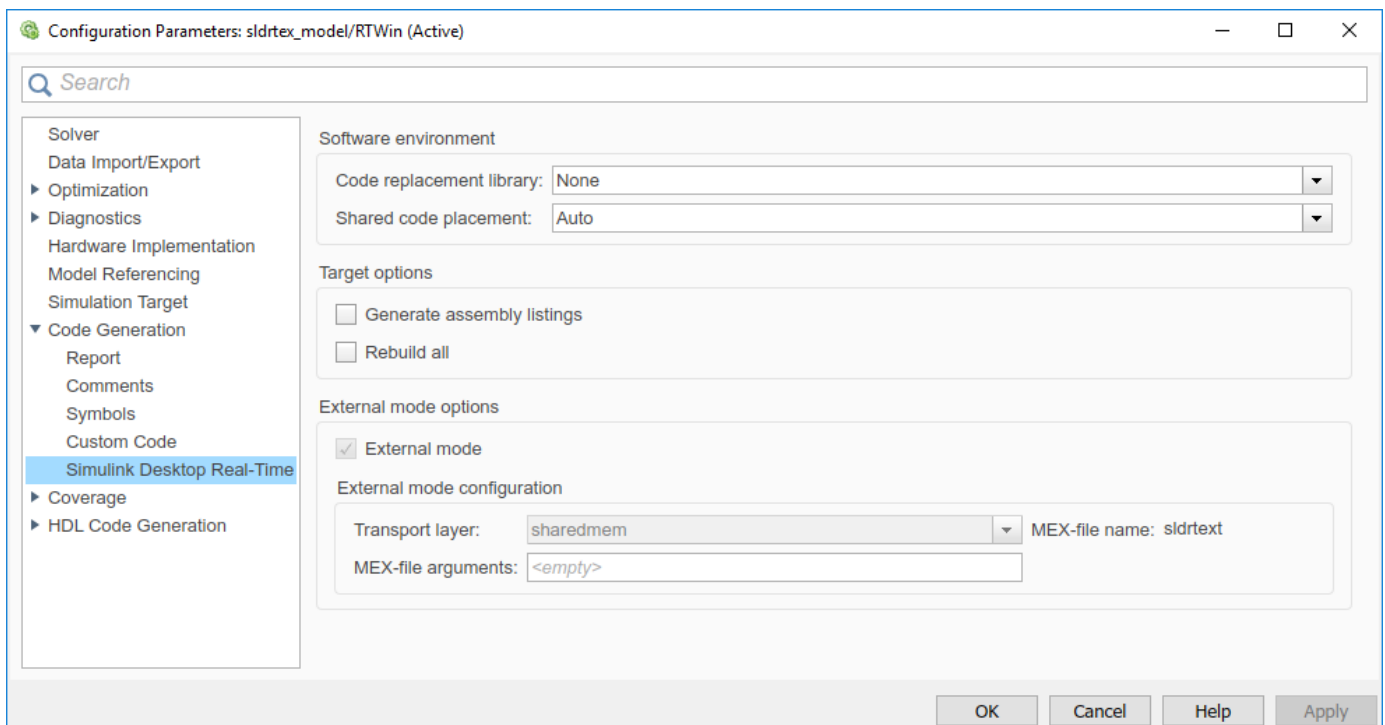 Configuration Parameters: sldrtex_model/RTWin (Active)
Search
Solver
Data Import/Export
Optimization
Diagnostics
Hardware Implementation
Model Referencing
Simulation Target
Code Generation
Report
Comments
Symbols
Custom Code
Simulink Desktop Real-Time
Coverage
HDL Code Generation
Software environment
Code replacement library: None
Shared code placement: Auto
Target options
Generate assembly listings
Rebuild all
External mode options
External mode
External mode configuration
Transport layer: sharedmem MEX-file name: sldrtext
MEX-file arguments: <empty>
OK Cancel Help Apply